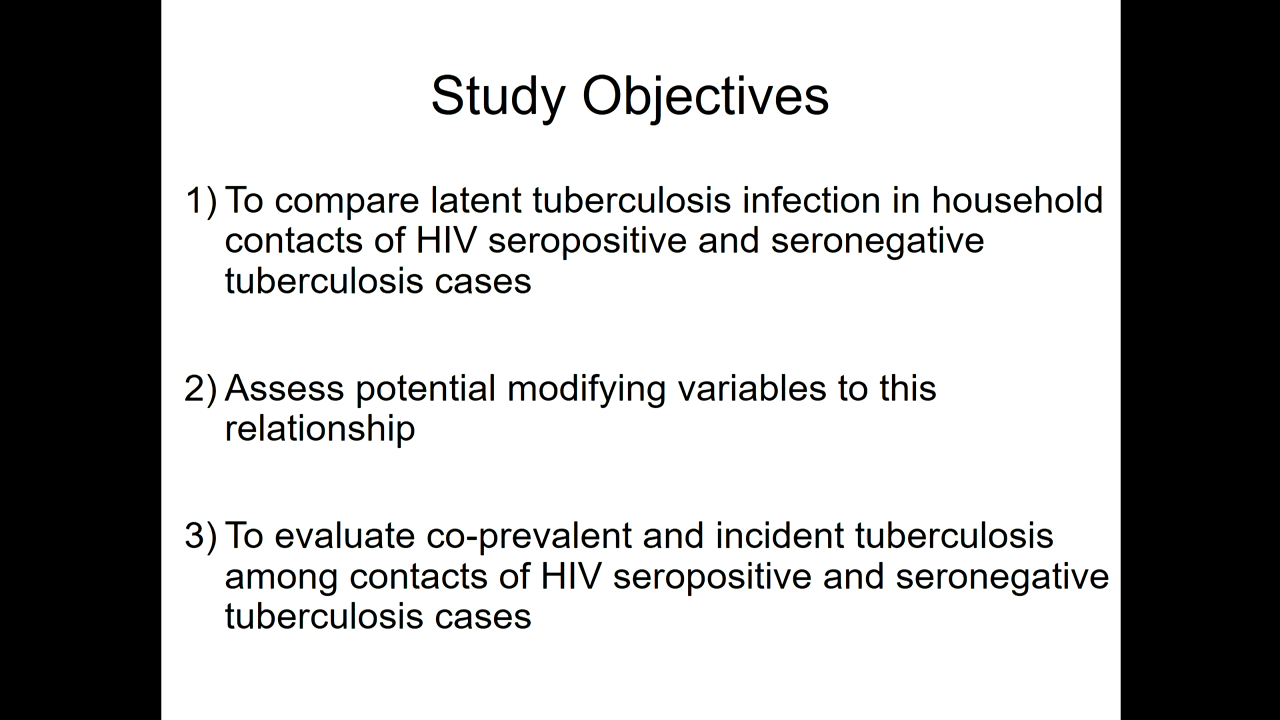 Study Objectives
1) To compare latent tuberculosis infection in household
contacts of HIV seropositive and seronegative
tuberculosis cases
2) Assess potential modifying variables to this
relationship
3) To evaluate co-prevalent and incident tuberculosis
among contacts of HIV seropositive and seronegative
tuberculosis cases